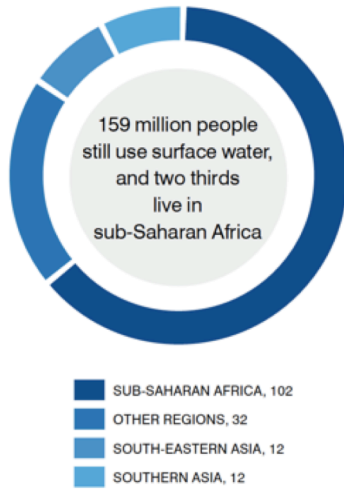 159 million people
still use surface water,
and two thirds
live in
sub-Saharan Africa
SUB-SAHARAN AFRICA, 102
OTHER REGIONS, 32
SOUTH-EASTERN ASIA, 12
SOUTHERN ASIA, 12